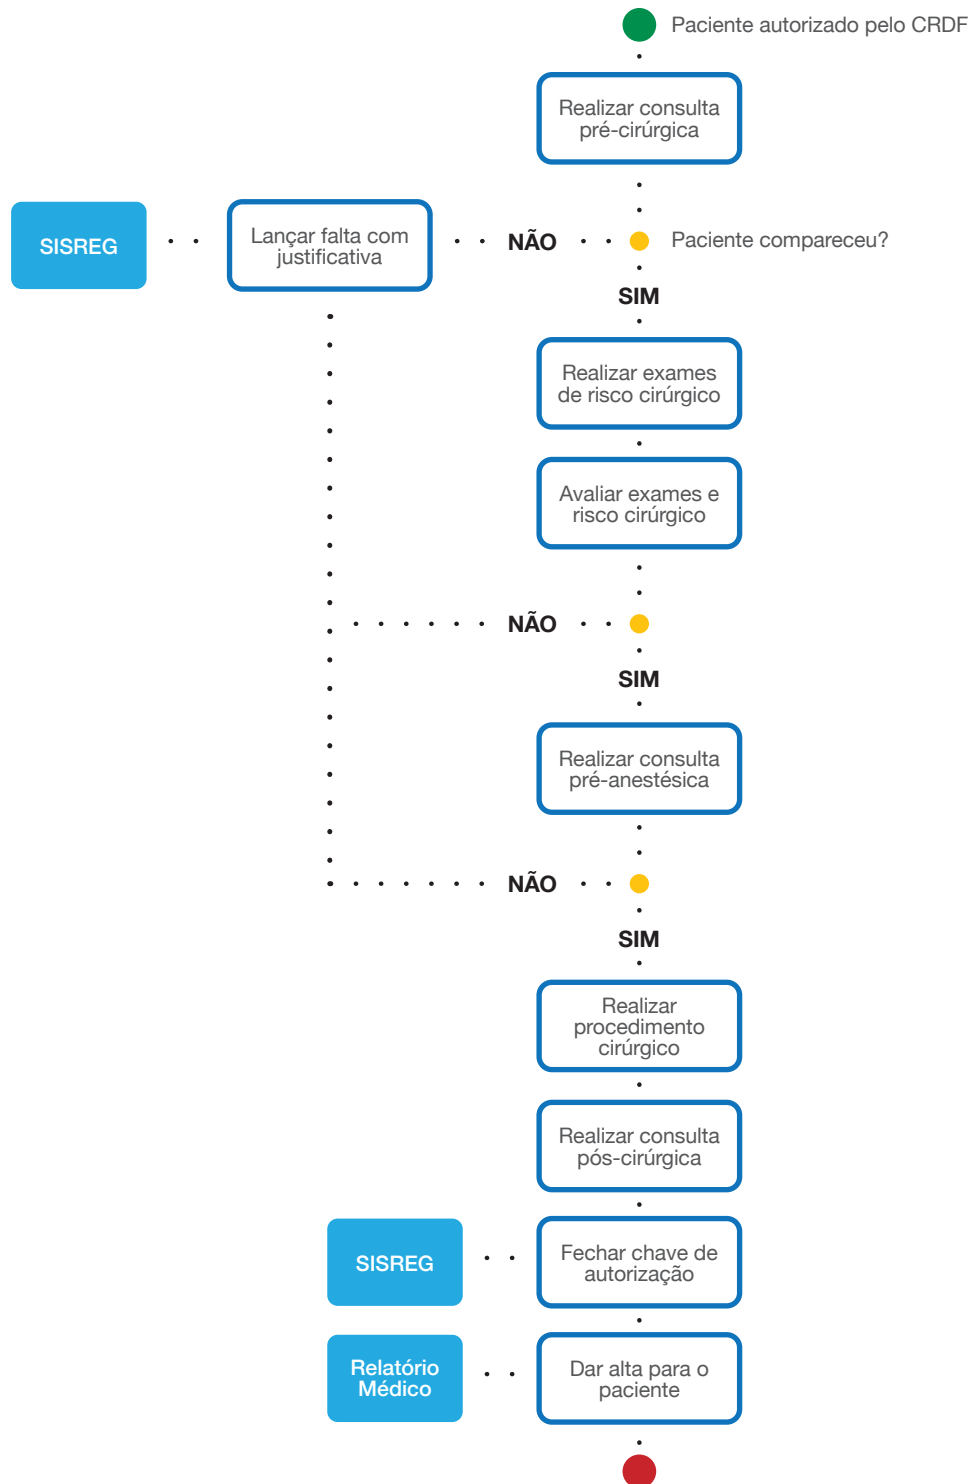 Paciente autorizado pelo CRDF
Realizar consulta
pré-cirúrgica
SISREG
Lançar falta com
justificativa
NÃO
Paciente compareceu?
SIM
Realizar exames
de risco cirúrgico
Avaliar exames e
risco cirúrgico
NÃO
SIM
Realizar consulta
pré-anestésica
NÃO
SIM
Realizar
procedimento
cirúrgico
Realizar consulta
pós-cirúrgica
SISREG
Fechar chave de
autorização
Relatório
Médico
Dar alta para o
paciente